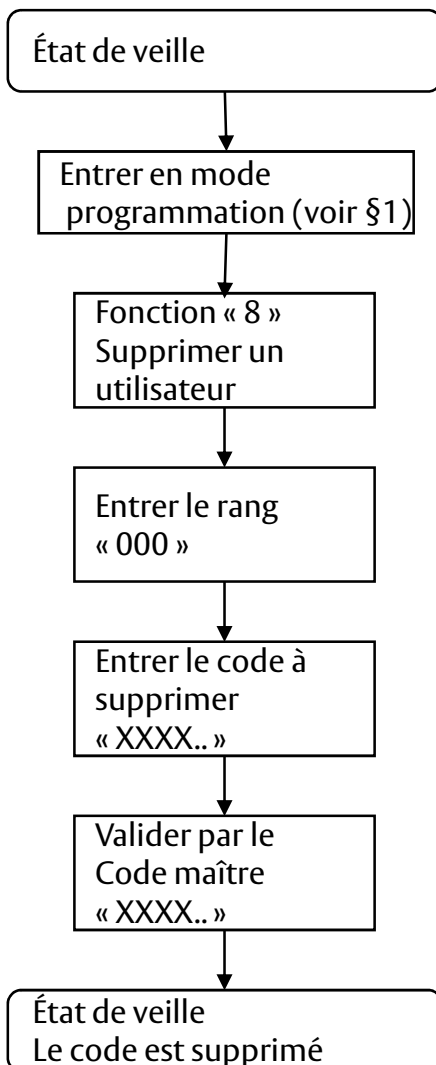 État de veille
Entrer en mode
programmation (voir §1)
Fonction « 8 »
Supprimer un
utilisateur
Entrer le rang
« 000 »
Entrer le code à
supprimer
« XXXX.. »
Valider par le
Code maître
« XXXX.. »
État de veille
Le code est supprimé